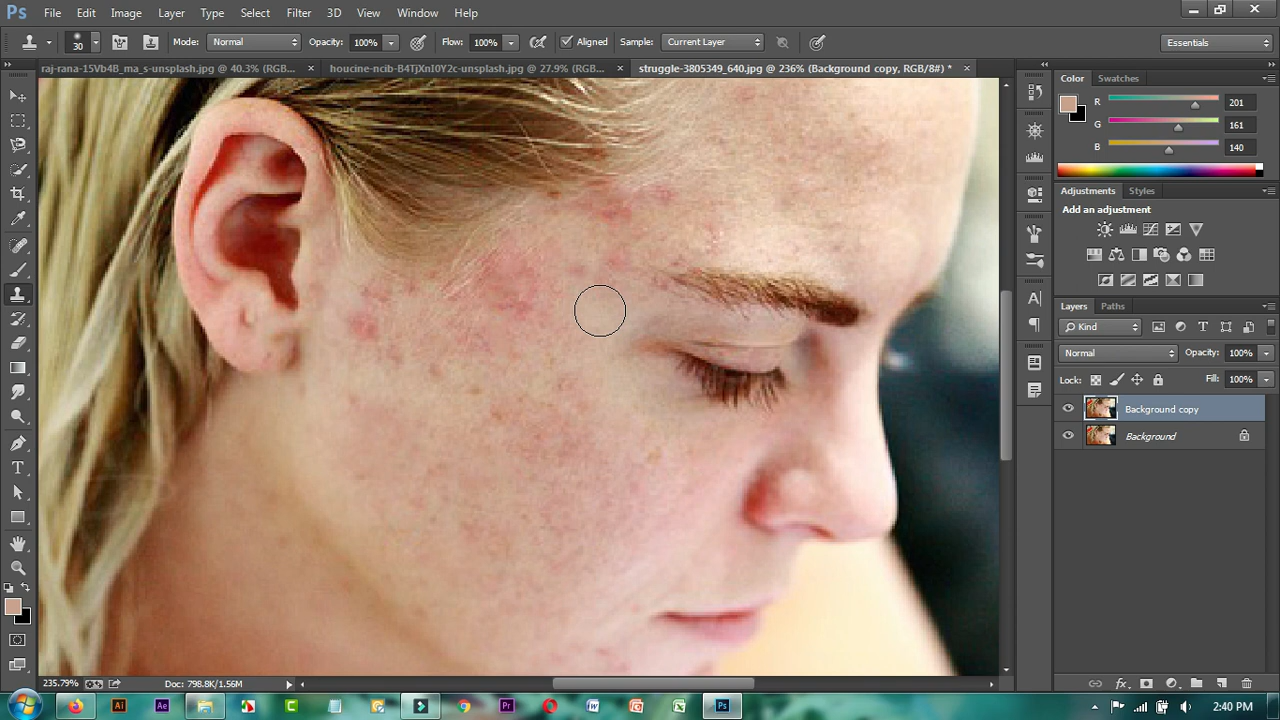 Ps File Edit Image Layer Type Select Filter 3D View Window Help
30 Mode: Normal Opacity: 100% Flow: 100% Aligned Sample: Current Layer Essentials
raj-rana-15Vb4B_ma_s-unsplash.jpg @ 40.3% (RGB... × houcine-ncib-B4TjXnI0Y2c-unsplash.jpg @ 27.9% (RGB... × struggle-3805349_640.jpg @ 236% (Background copy, RGB/8#) * ×
Color Swatches
R 201
G 161
B 140
Adjustments Styles
Add an adjustment
Layers Paths
Kind
Normal Opacity: 100%
Lock: Fill: 100%
Background copy
Background
235.79% Doc: 798.8K/1.56M
Ai Ae C Pr W Ps 2:40 PM